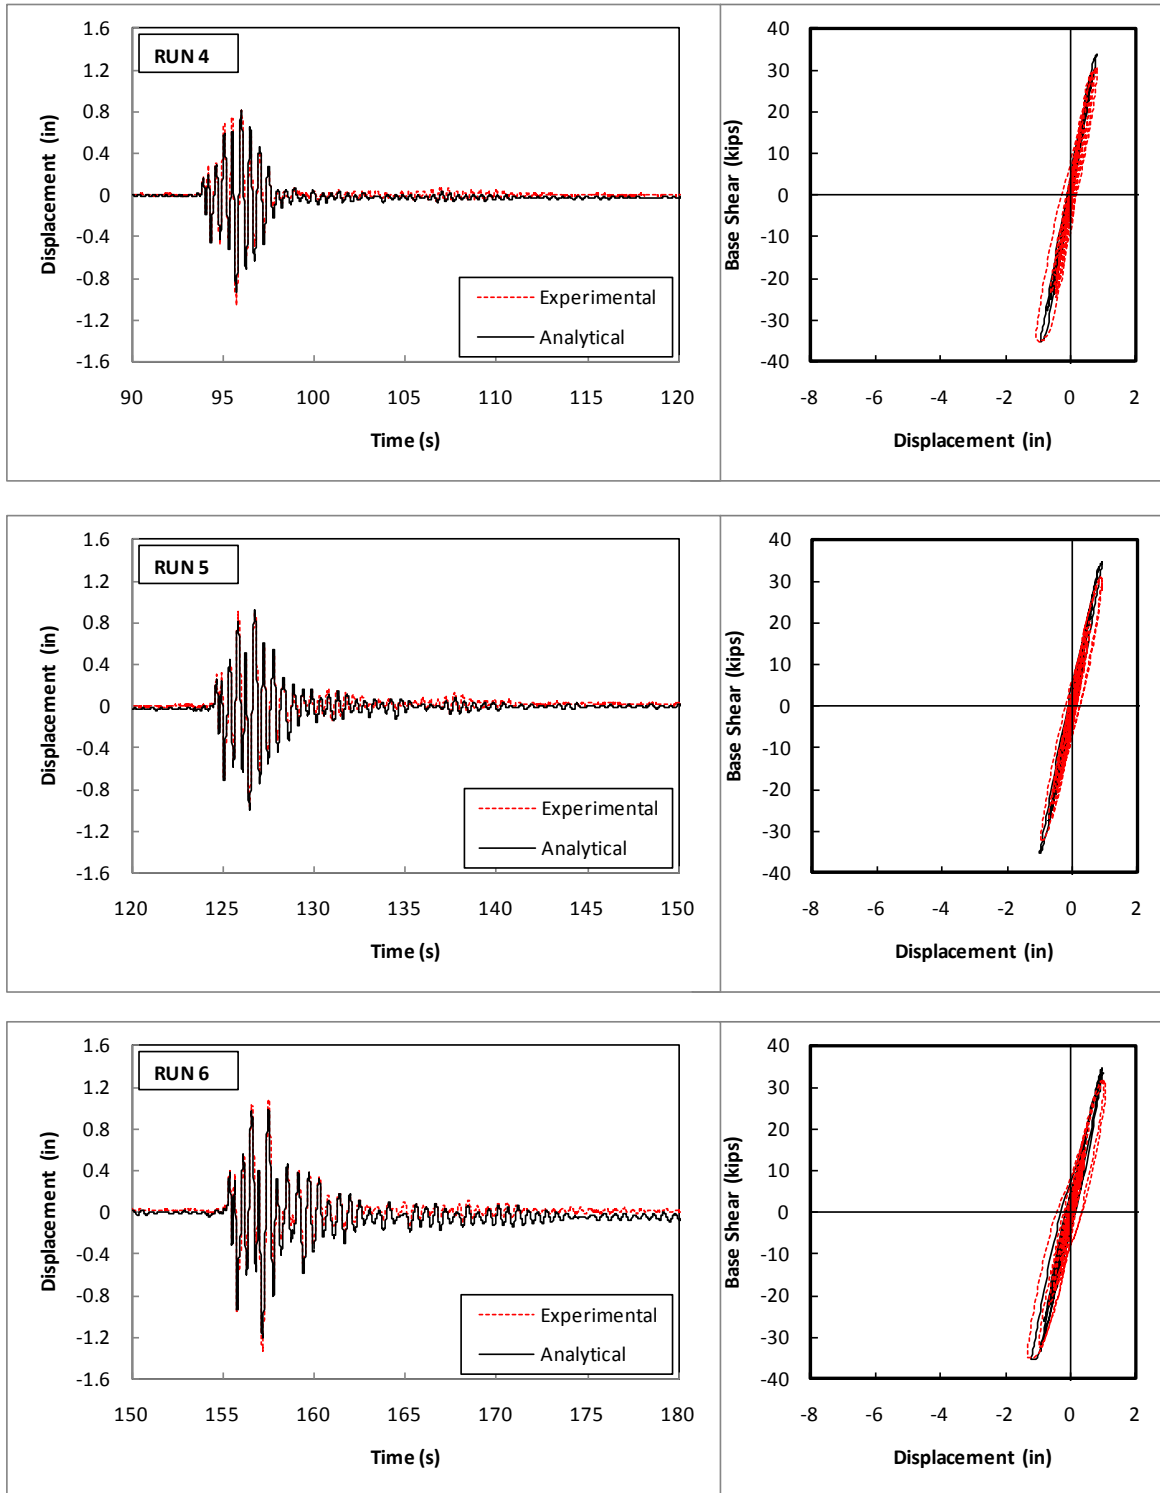 RUN 4
1.6
1.2
0.8
0.4
0
-0.4
-0.8
-1.2
-1.6
Displacement (in)
90 95 100 105 110 115 120
Time (s)
Experimental
Analytical
40
30
20
10
0
-10
-20
-30
-40
Base Shear (kips)
-8 -6 -4 -2 0 2
Displacement (in)
RUN 5
1.6
1.2
0.8
0.4
0
-0.4
-0.8
-1.2
-1.6
Displacement (in)
120 125 130 135 140 145 150
Time (s)
Experimental
Analytical
40
30
20
10
0
-10
-20
-30
-40
Base Shear (kips)
-8 -6 -4 -2 0 2
Displacement (in)
RUN 6
1.6
1.2
0.8
0.4
0
-0.4
-0.8
-1.2
-1.6
Displacement (in)
150 155 160 165 170 175 180
Time (s)
Experimental
Analytical
40
30
20
10
0
-10
-20
-30
-40
Base Shear (kips)
-8 -6 -4 -2 0 2
Displacement (in)